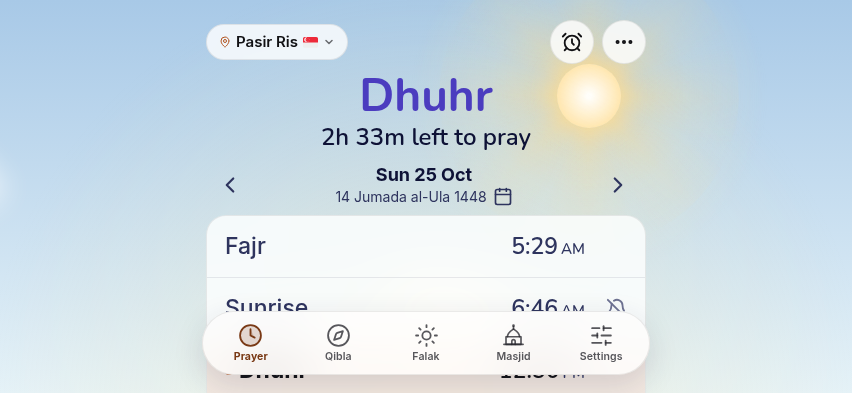 Pasir Ris
Dhuhr
2h 33m left to pray
Sun 25 Oct
14 Jumada al-Ula 1448
Fajr 5:29 AM
Sunrise 6:46 AM
Dhuhr
Prayer Qibla Falak Masjid Settings